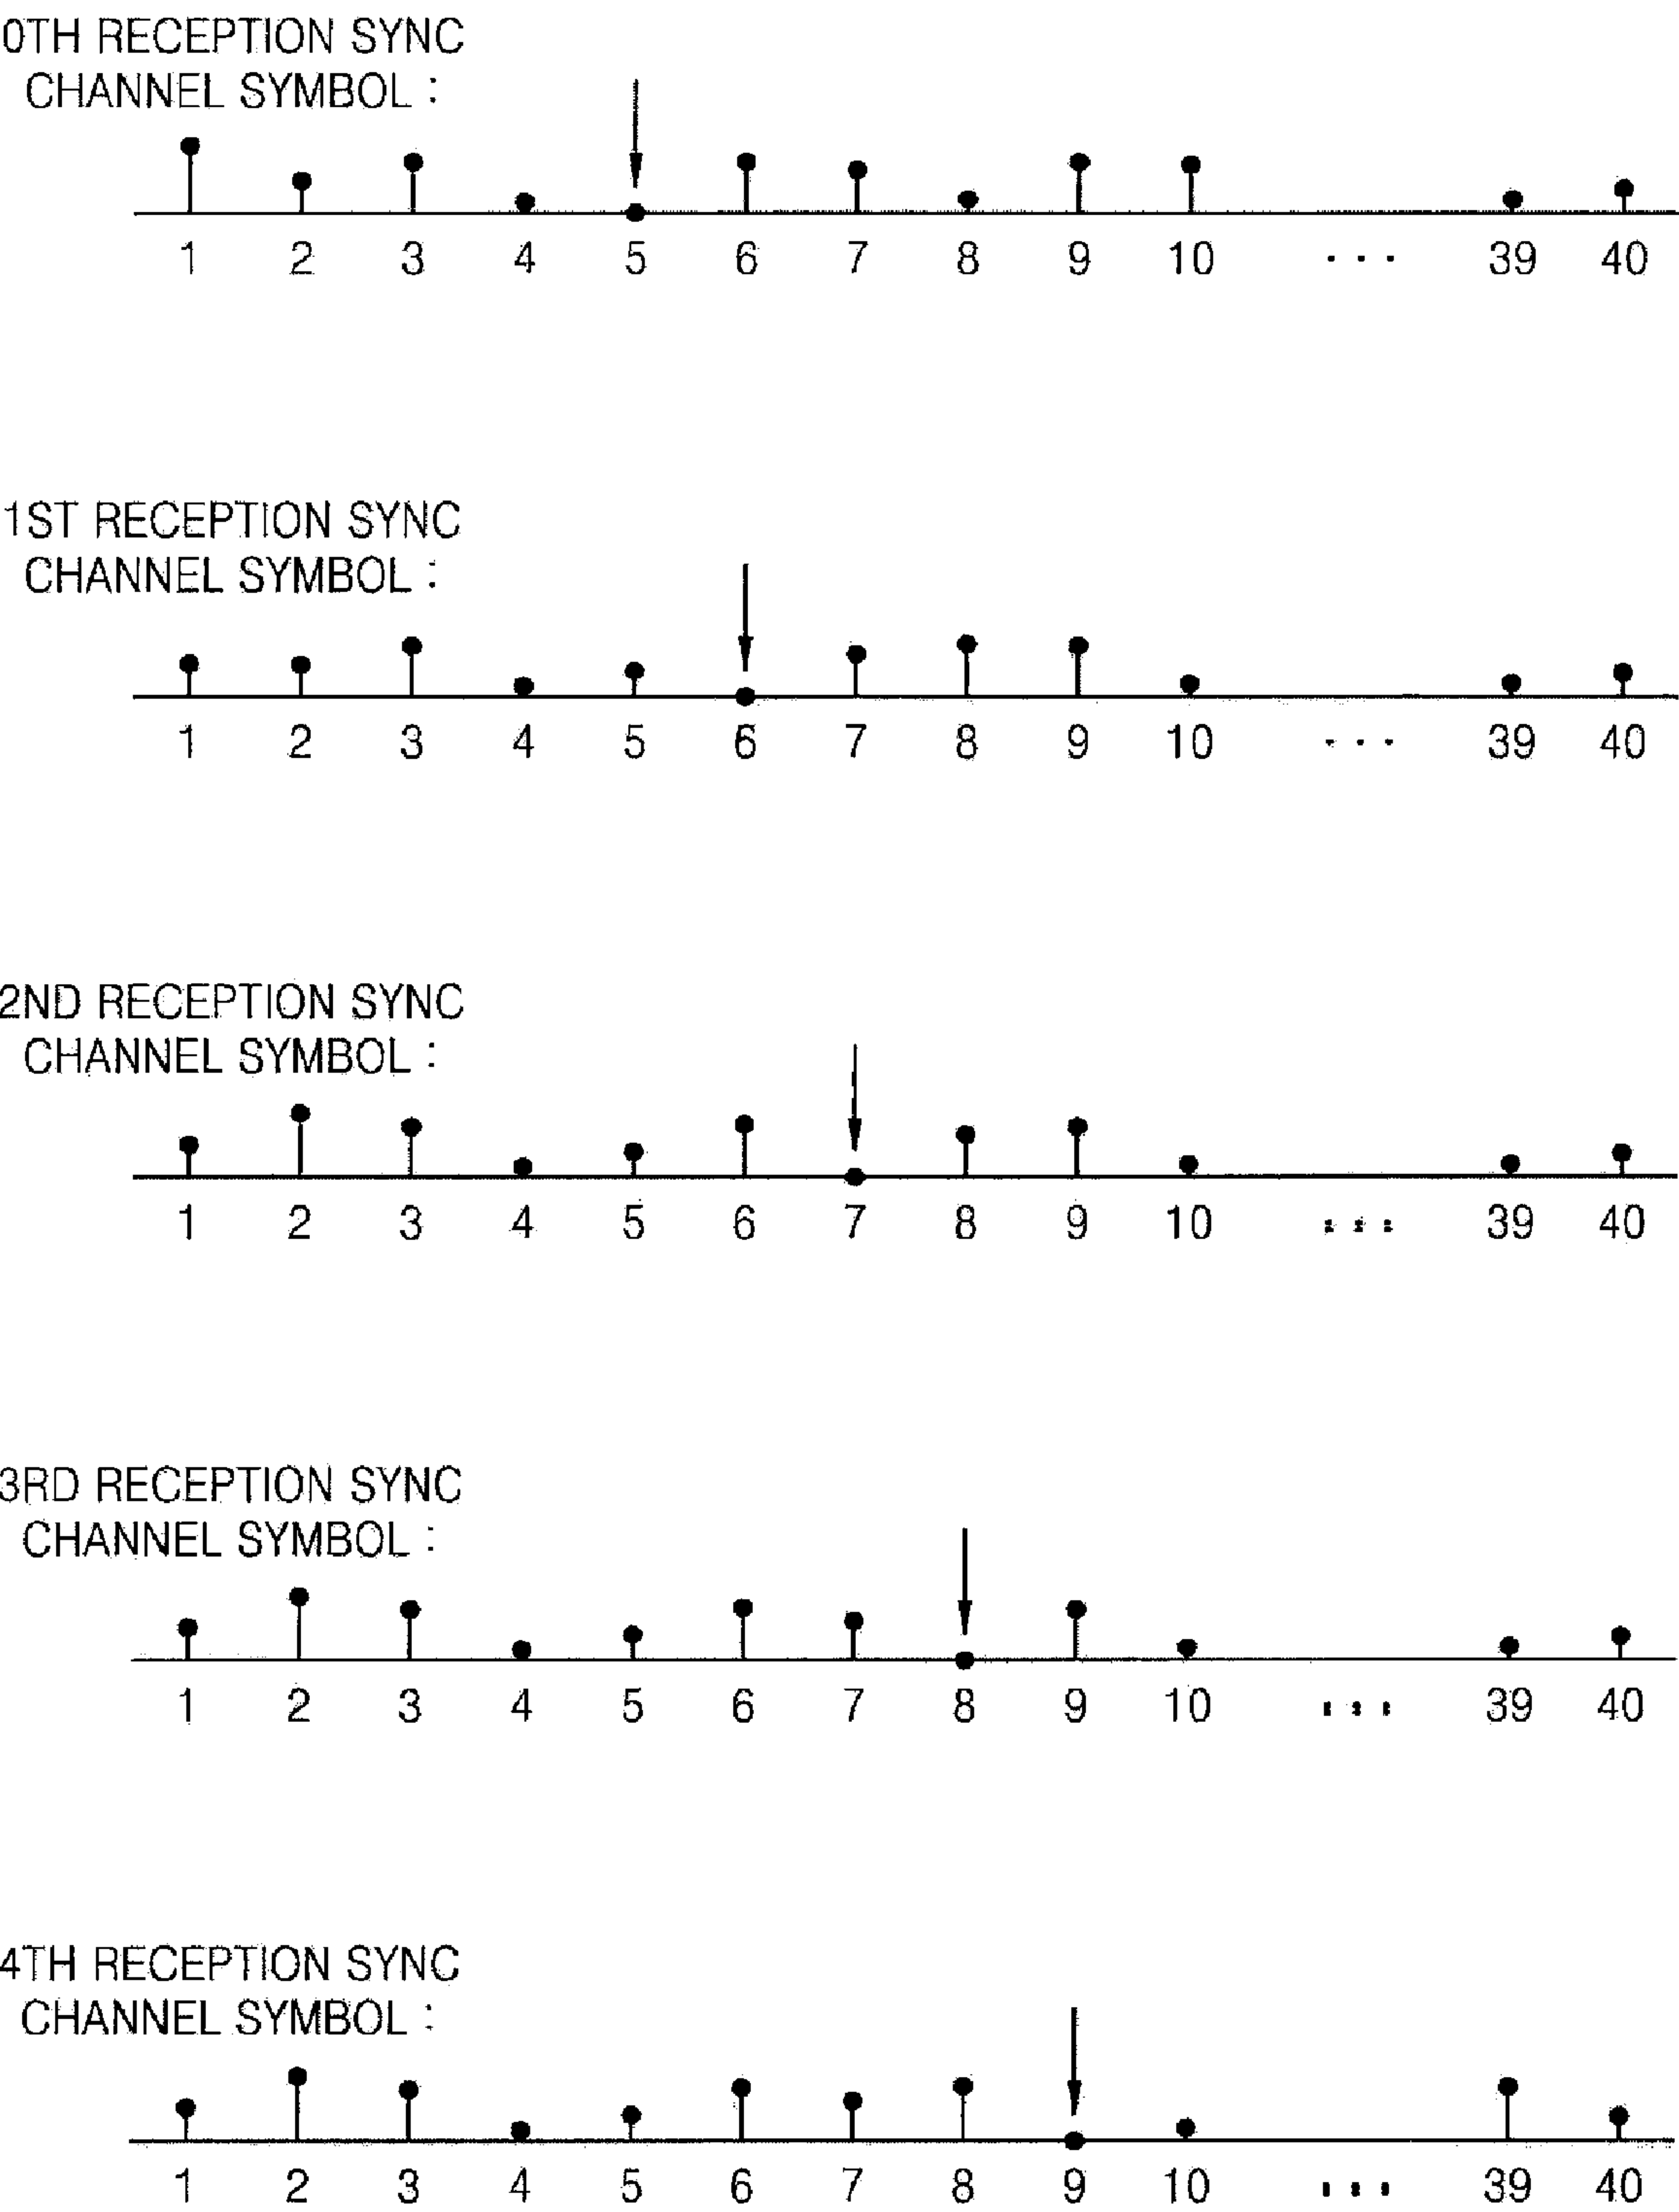 0TH RECEPTION SYNC
CHANNEL SYMBOL :
1 2 3 4 5 6 7 8 9 10 ... 39 40
1ST RECEPTION SYNC
CHANNEL SYMBOL :
1 2 3 4 5 6 7 8 9 10 ... 39 40
2ND RECEPTION SYNC
CHANNEL SYMBOL :
1 2 3 4 5 6 7 8 9 10 ... 39 40
3RD RECEPTION SYNC
CHANNEL SYMBOL :
1 2 3 4 5 6 7 8 9 10 ... 39 40
4TH RECEPTION SYNC
CHANNEL SYMBOL :
1 2 3 4 5 6 7 8 9 10 ... 39 40